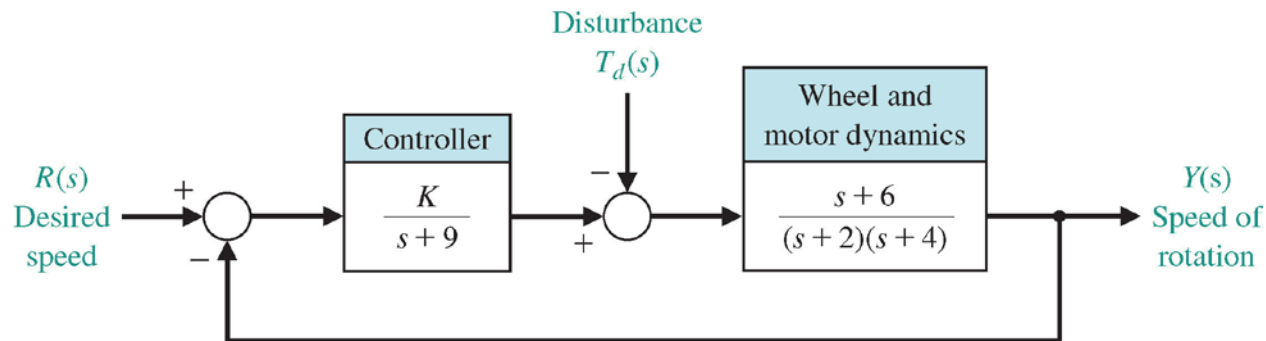 Disturbance
T_d(s)
Wheel and
motor dynamics
Controller
R(s)
Desired
speed
+
−
K
s + 9
−
+
s + 6
(s + 2)(s + 4)
Y(s)
Speed of
rotation